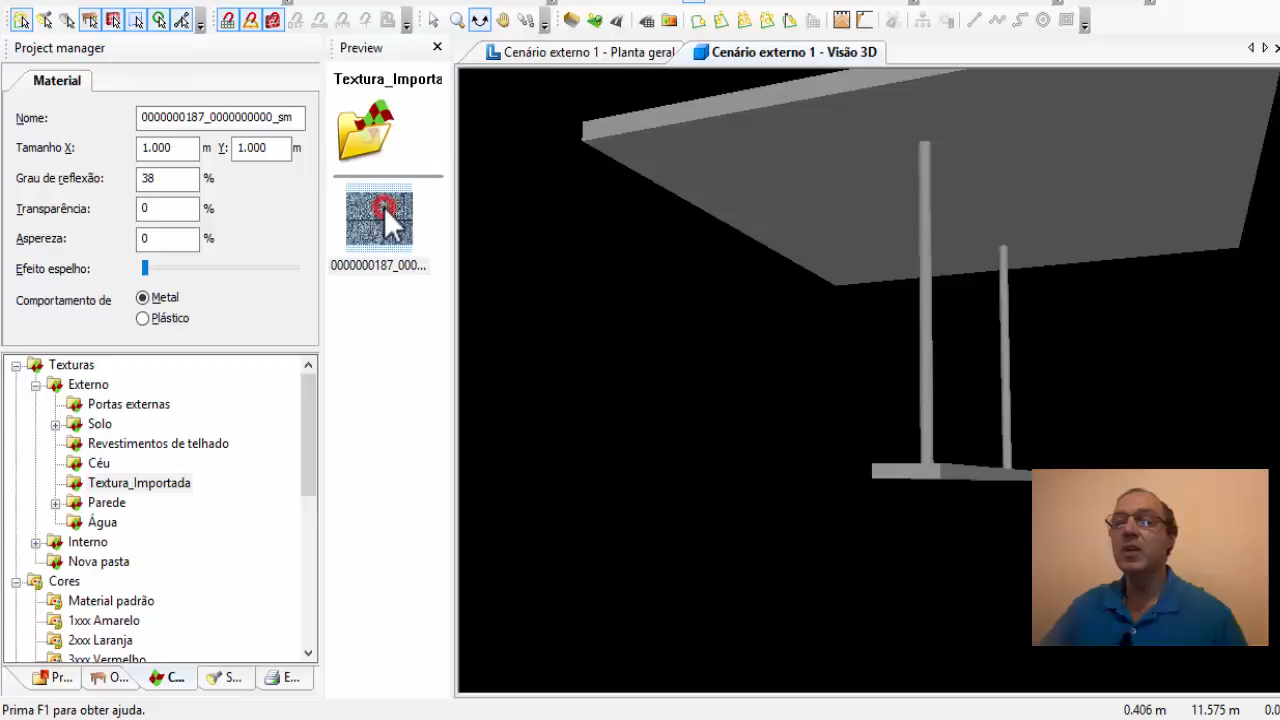 Project manager
Preview
Cenário externo 1 - Planta geral
Cenário externo 1 - Visão 3D
Material
Textura_Importa
Nome:
0000000187_0000000000_sm
Tamanho X:
1.000
m
Y:
1.000
m
Grau de reflexão:
38
%
Transparência:
0
%
Aspereza:
0
%
Efeito espelho:
0000000187_000...
Comportamento de
Metal
Plástico
Texturas
Externo
Portas externas
Solo
Revestimentos de telhado
Céu
Textura_Importada
Parede
Água
Interno
Nova pasta
Cores
Material padrão
1xxx Amarelo
2xxx Laranja
3xxx Vermelho
Pr...
O...
C...
S...
E...
Prima F1 para obter ajuda.
0.406 m
11.575 m
0.0